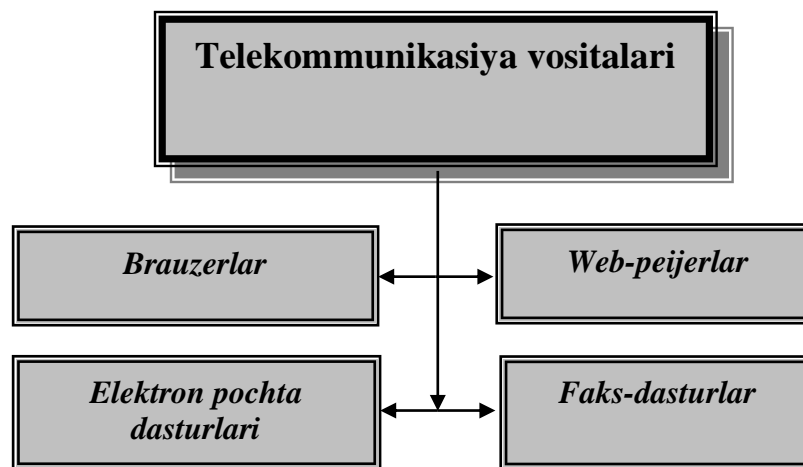 Telekommunikasiya vositalari
Brauzerlar
Web-peijerlar
Elektron pochta
dasturlari
Faks-dasturlar